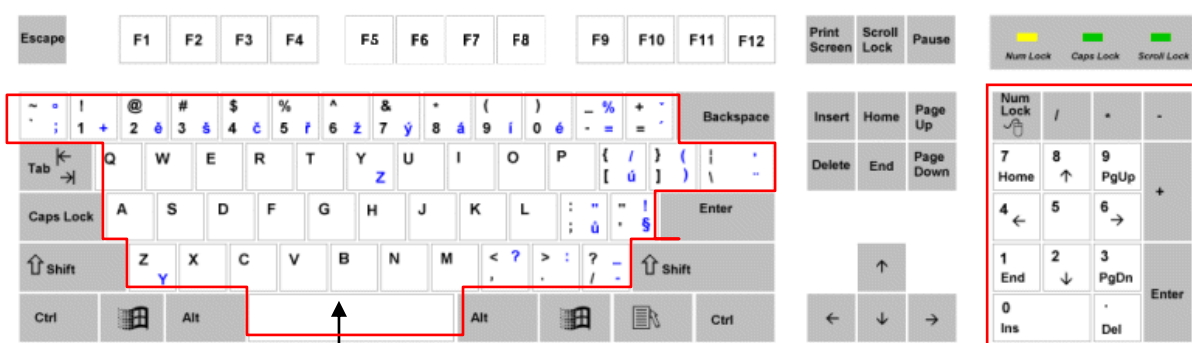 Escape F1 F2 F3 F4 F5 F6 F7 F8 F9 F10 F11 F12 Print Screen Scroll Lock Pause Num Lock Caps Lock Scroll Lock
~ ° ! @ # $ % ^ & * ( ) _ % + ˇ Backspace Insert Home Page Up Num Lock / * -
` ; 1 + 2 ě 3 š 4 č 5 ř 6 ž 7 ý 8 á 9 í 0 é - = = ´
Tab Q W E R T Y Z U I O P { / } ( ¦ ' Delete End Page Down 7 Home 8 ↑ 9 PgUp +
[ ú ] ) \ ¨
Caps Lock A S D F G H J K L : " " ! Enter 4 ← 5 6 →
; ů ' §
Shift Z Y X C V B N M < ? > : ? _ Shift ↑ 1 End 2 ↓ 3 PgDn Enter
, . / -
Ctrl Alt Alt Ctrl ← ↓ → 0 Ins . Del